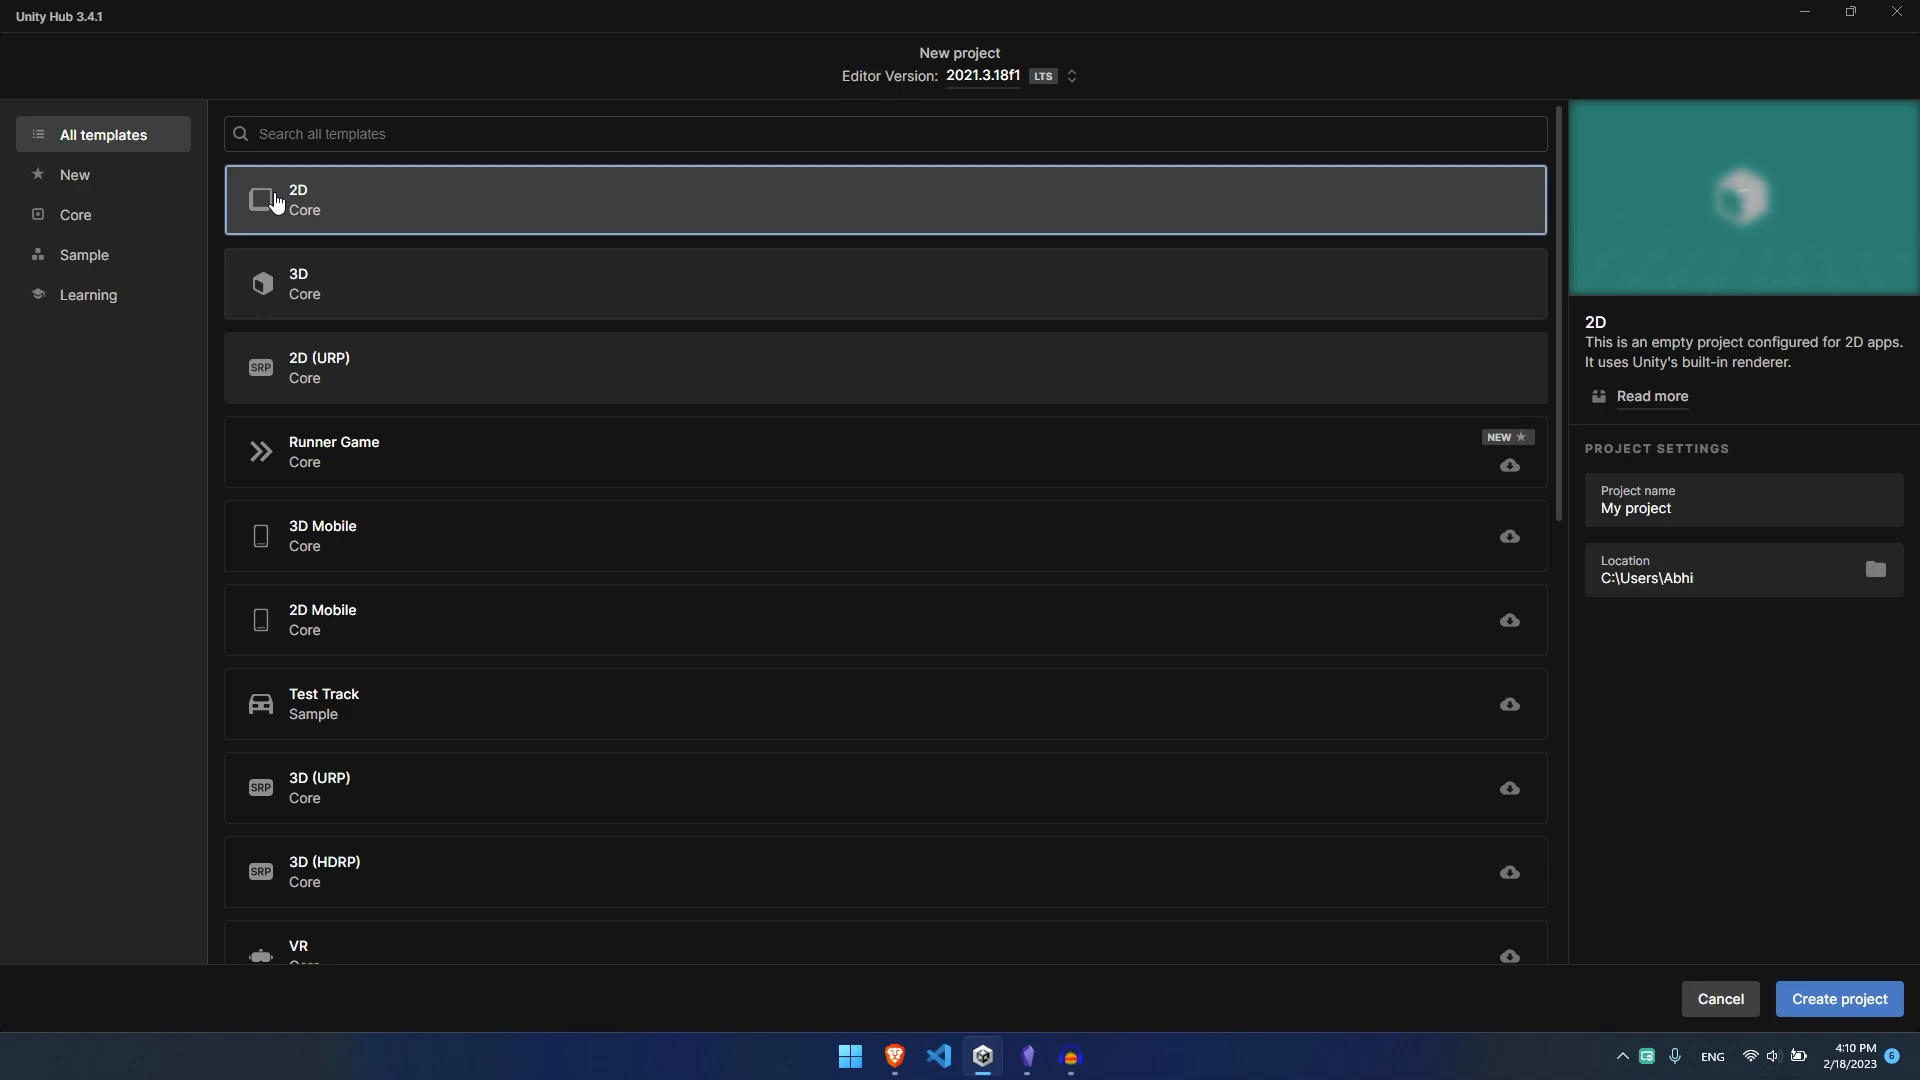 Unity Hub 3.4.1
New project
Editor Version: 2021.3.18f1 LTS
All templates
New
Core
Sample
Learning
Search all templates
2D
Core
3D
Core
SRP
2D (URP)
Core
Runner Game
Core
NEW
3D Mobile
Core
2D Mobile
Core
Test Track
Sample
SRP
3D (URP)
Core
SRP
3D (HDRP)
Core
VR
2D
This is an empty project configured for 2D apps.
It uses Unity's built-in renderer.
Read more
PROJECT SETTINGS
Project name
My project
Location
C:\Users\Abhi
Cancel
Create project
ENG
4:10 PM
2/18/2023
6